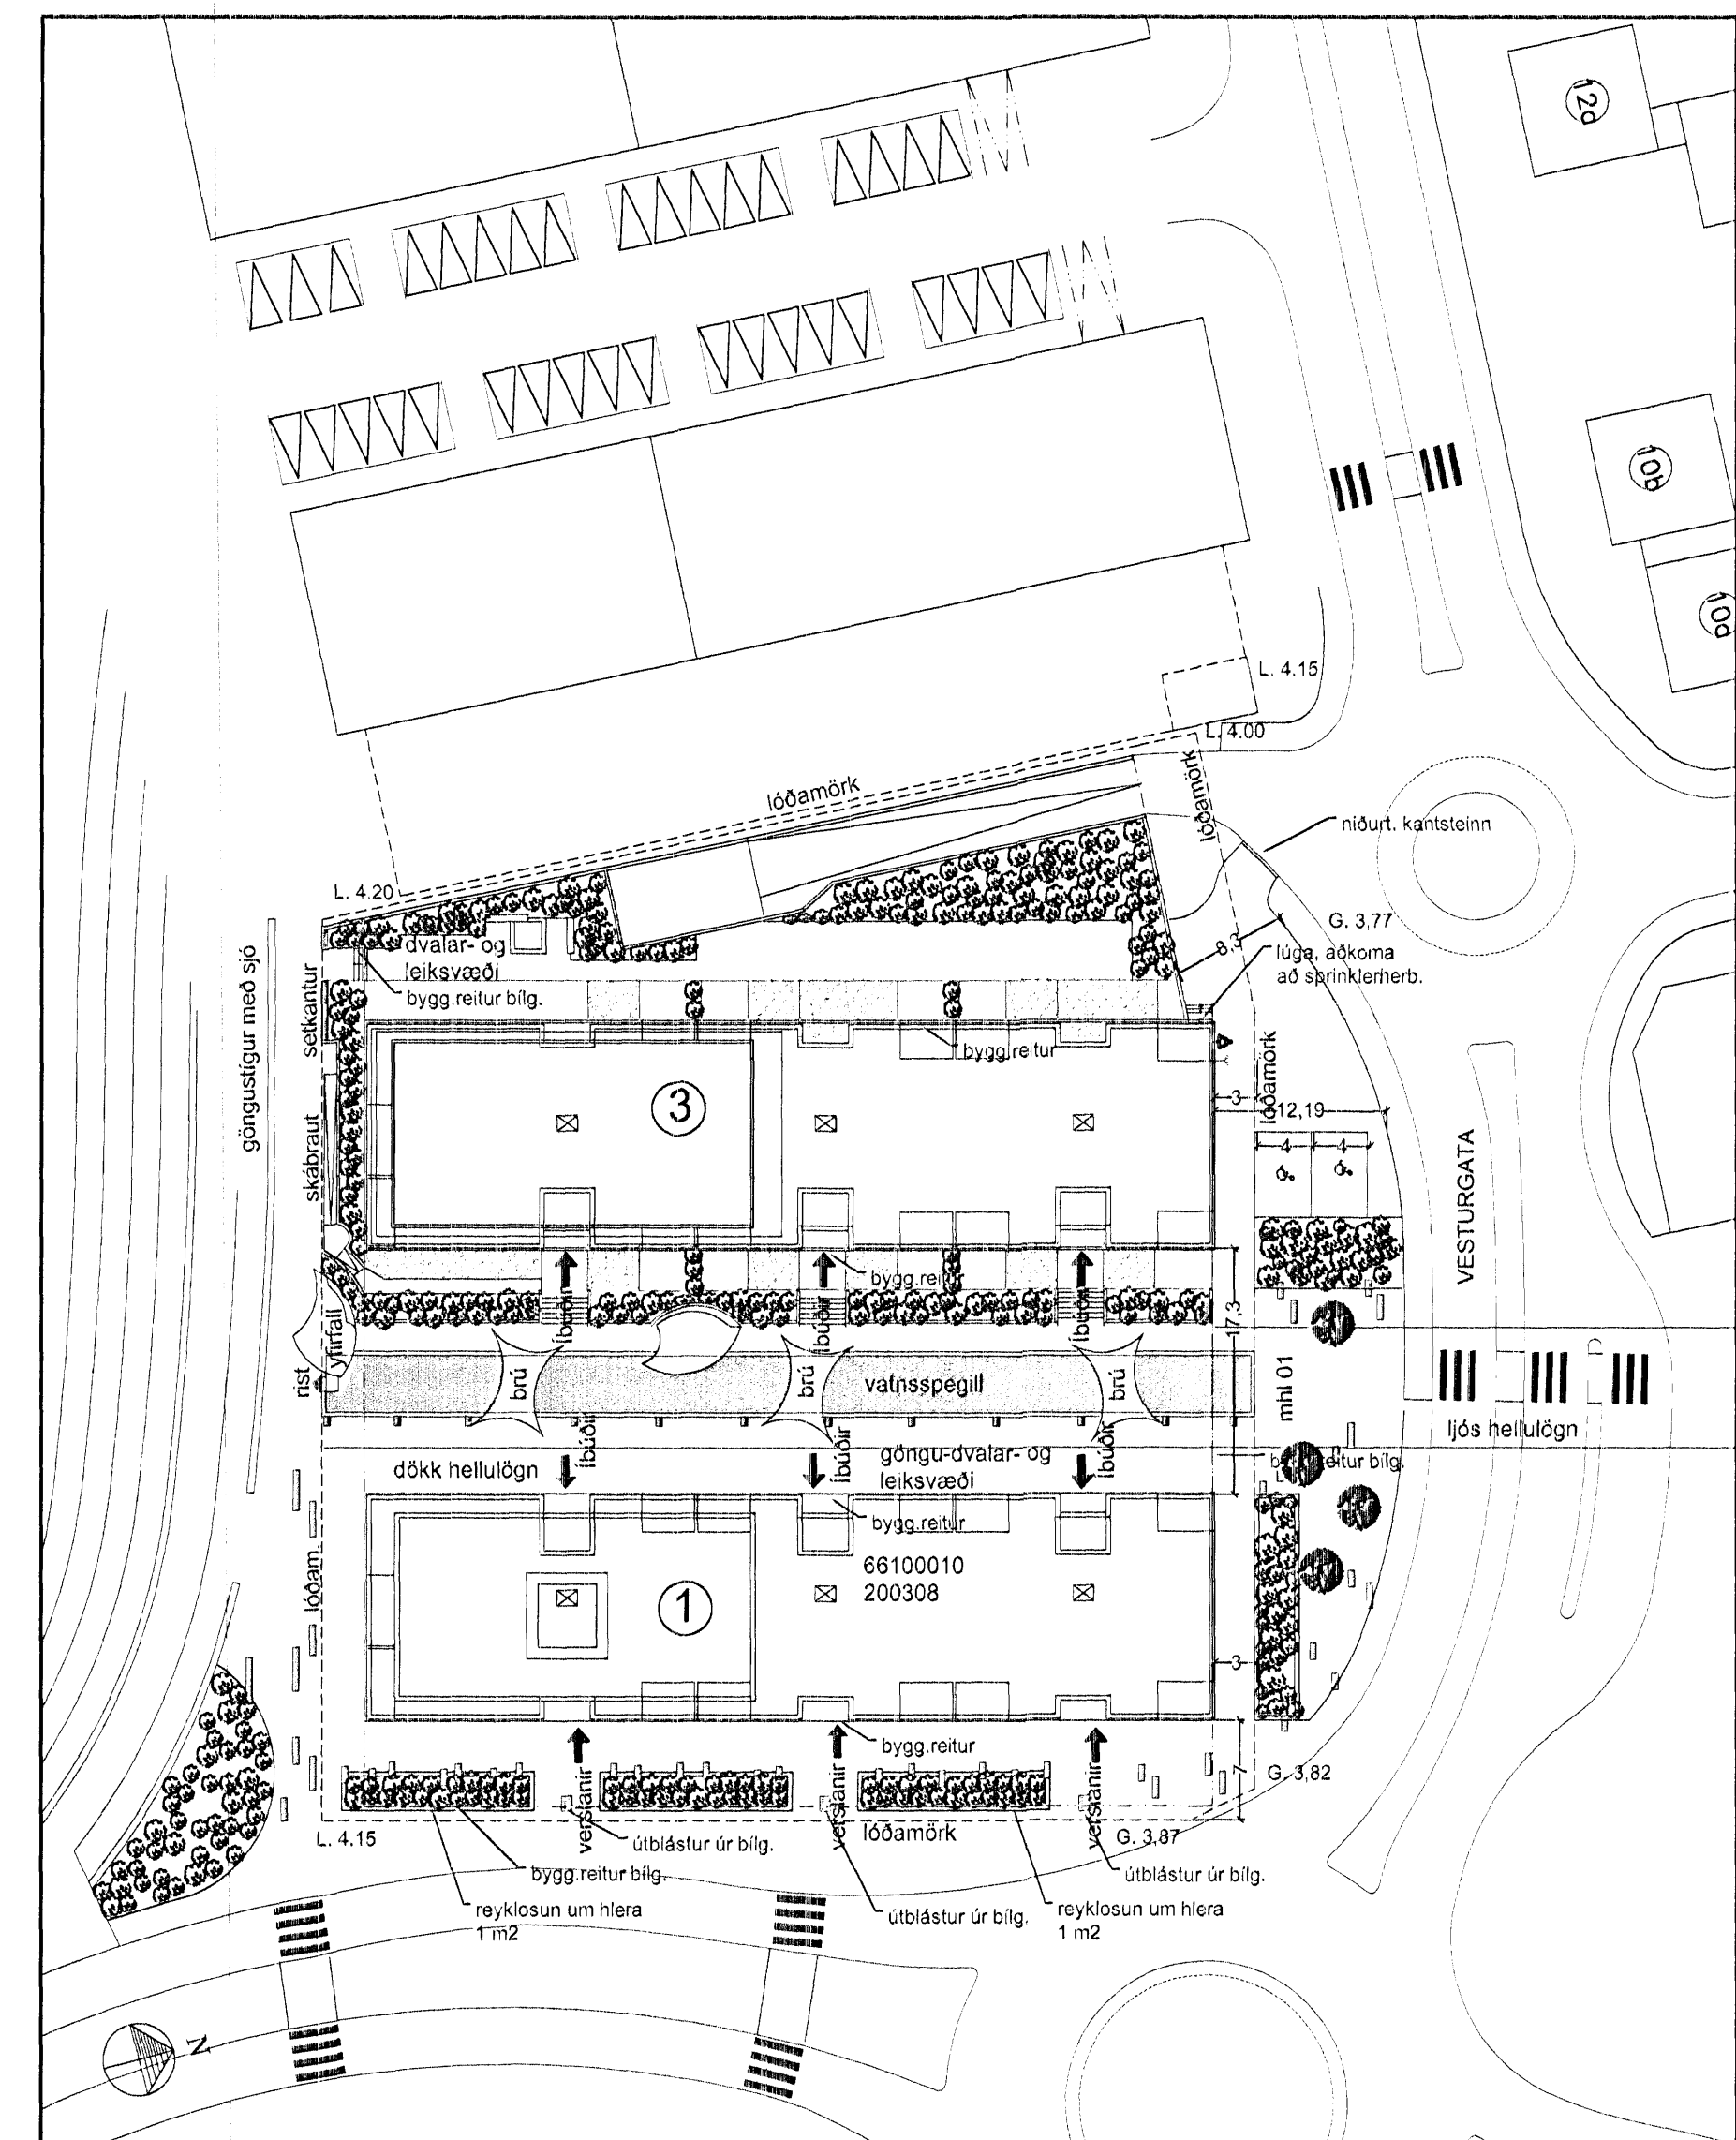 12d
10b
10d
L. 4.15
L. 4.00
lóðamörk
lóðamörk
niðurt. kantsteinn
L. 4.20
G. 3,77
8,3
lúga, aðkoma
að sprinklerherb.
dvalar- og
leiksvæði
bygg.reitur bílg.
göngustígur með sjó
setkantur
skábraut
bygg.reitur
3
3
lóðamörk
12,19
4
4
VESTURGATA
bygg.reitur
íbúðir
íbúðir
íbúðir
17,3
yfirfall
rist
brú
brú
vatnsspegill
brú
mhl 01
ljós hellulögn
íbúðir
íbúðir
íbúðir
göngu-dvalar- og
leiksvæði
dökk hellulögn
bygg.reitur bílg.
bygg.reitur
66100010
200308
1
lóðam.
3
bygg.reitur
7
G. 3,82
verslanir
verslanir
verslanir
L. 4.15
lóðamörk
G. 3,87
útblástur úr bílg.
bygg.reitur bílg.
útblástur úr bílg.
reyklosun um hlera
1 m2
útblástur úr bílg.
reyklosun um hlera
1 m2
N